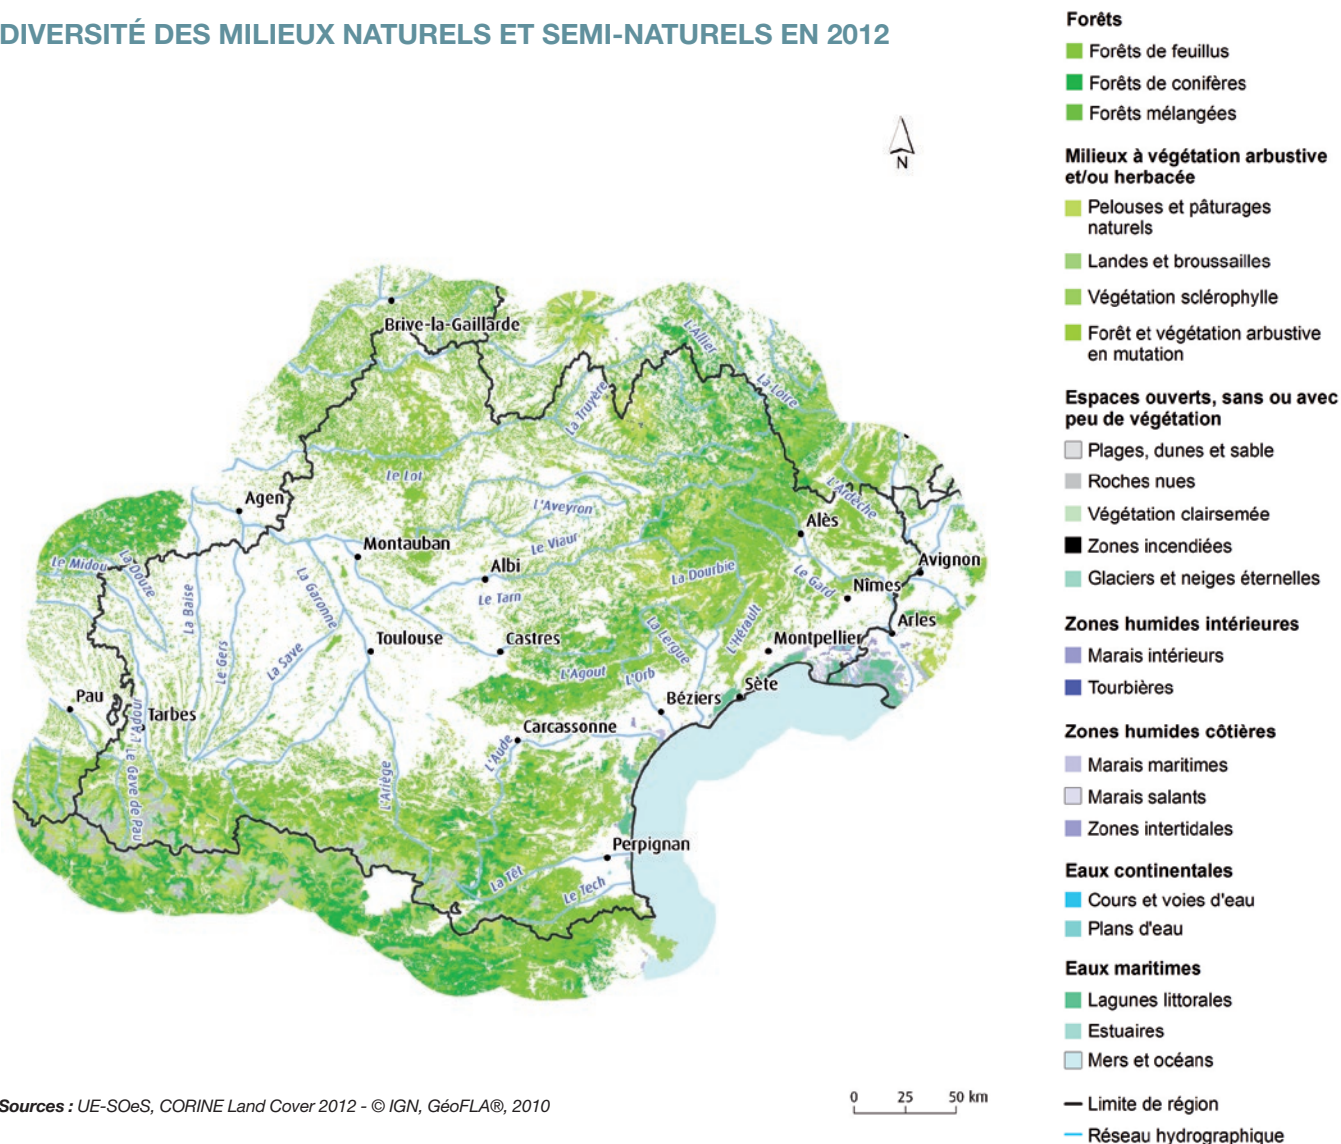 DIVERSITÉ DES MILIEUX NATURELS ET SEMI-NATURELS EN 2012
N
Brive-la-Gaillarde
L'Allier
La Loire
La Truyère
Le Lot
L'Ardèche
Agen
L'Aveyron
Alès
Montauban
Le Viaur
Avignon
Le Midou
La Douze
Albi
La Dourbie
Le Gard
Nîmes
La Baïse
La Garonne
Le Tarn
Arles
Le Gers
La Save
Toulouse
Castres
La Lergue
L'Hérault
Montpellier
L'Agout
L'Orb
Pau
Tarbes
L'Adour
Béziers
Sète
Carcassonne
L'Aude
Le Gave de Pau
L'Ariège
Perpignan
La Têt
Le Tech
Sources : UE-SOeS, CORINE Land Cover 2012 - © IGN, GéoFLA®, 2010
0 25 50 km
Forêts
Forêts de feuillus
Forêts de conifères
Forêts mélangées
Milieux à végétation arbustive
et/ou herbacée
Pelouses et pâturages
naturels
Landes et broussailles
Végétation sclérophylle
Forêt et végétation arbustive
en mutation
Espaces ouverts, sans ou avec
peu de végétation
Plages, dunes et sable
Roches nues
Végétation clairsemée
Zones incendiées
Glaciers et neiges éternelles
Zones humides intérieures
Marais intérieurs
Tourbières
Zones humides côtières
Marais maritimes
Marais salants
Zones intertidales
Eaux continentales
Cours et voies d'eau
Plans d'eau
Eaux maritimes
Lagunes littorales
Estuaires
Mers et océans
Limite de région
Réseau hydrographique